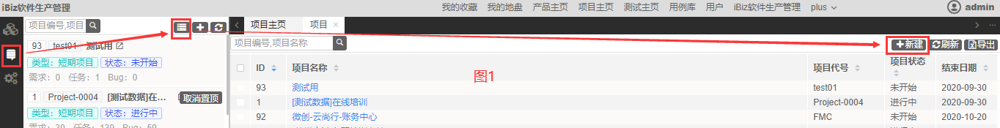 iBiz软件生产管理
我的收藏 我的地盘 产品主页 项目主页 测试主页 用例库 用户 iBiz软件生产管理 plus
admin
项目编号,项目
93 test01 测试用
类型：短期项目 状态：未开始
需求：0 任务：1 Bug：0
1 Project-0004 [测试数据]在...
取消置顶
类型：短期项目 状态：进行中
需求：30 任务：139 Bug：59
项目主页 项目 ×
项目编号,项目名称
新建 刷新 导出
ID 项目名称 项目代号 项目状态 结束日期
93 测试用 test01 未开始 2020-09-30
1 [测试数据]在线培训 Project-0004 进行中 2020-09-30
92 微创-云尚行-账务中心 FMC 未开始 2020-10-20
图1